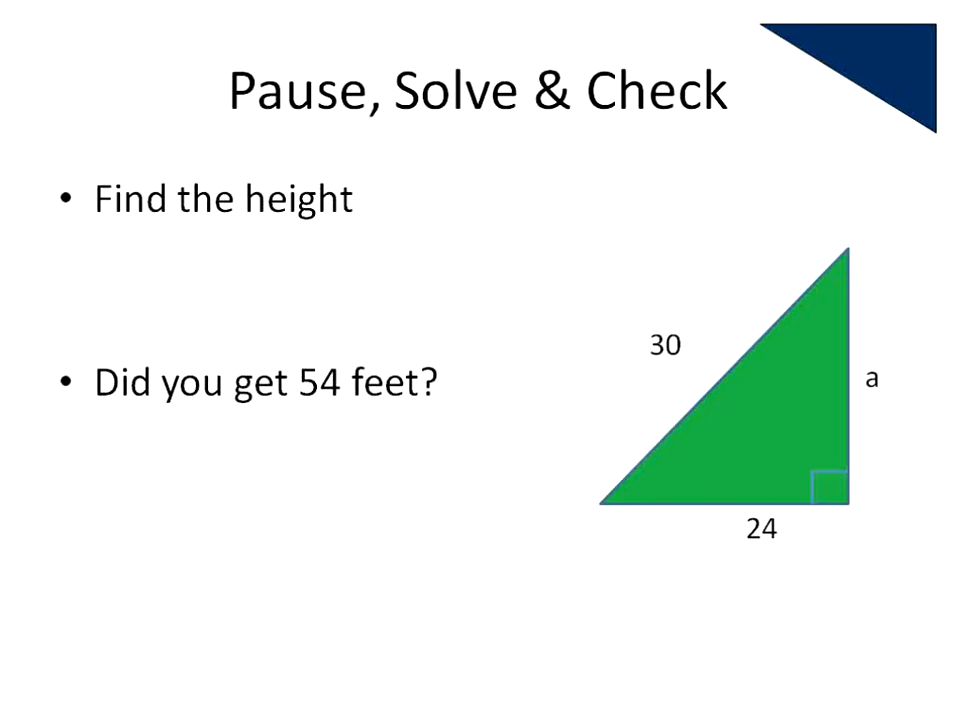 Pause, Solve & Check
• Find the height
30
a
• Did you get 54 feet?
24